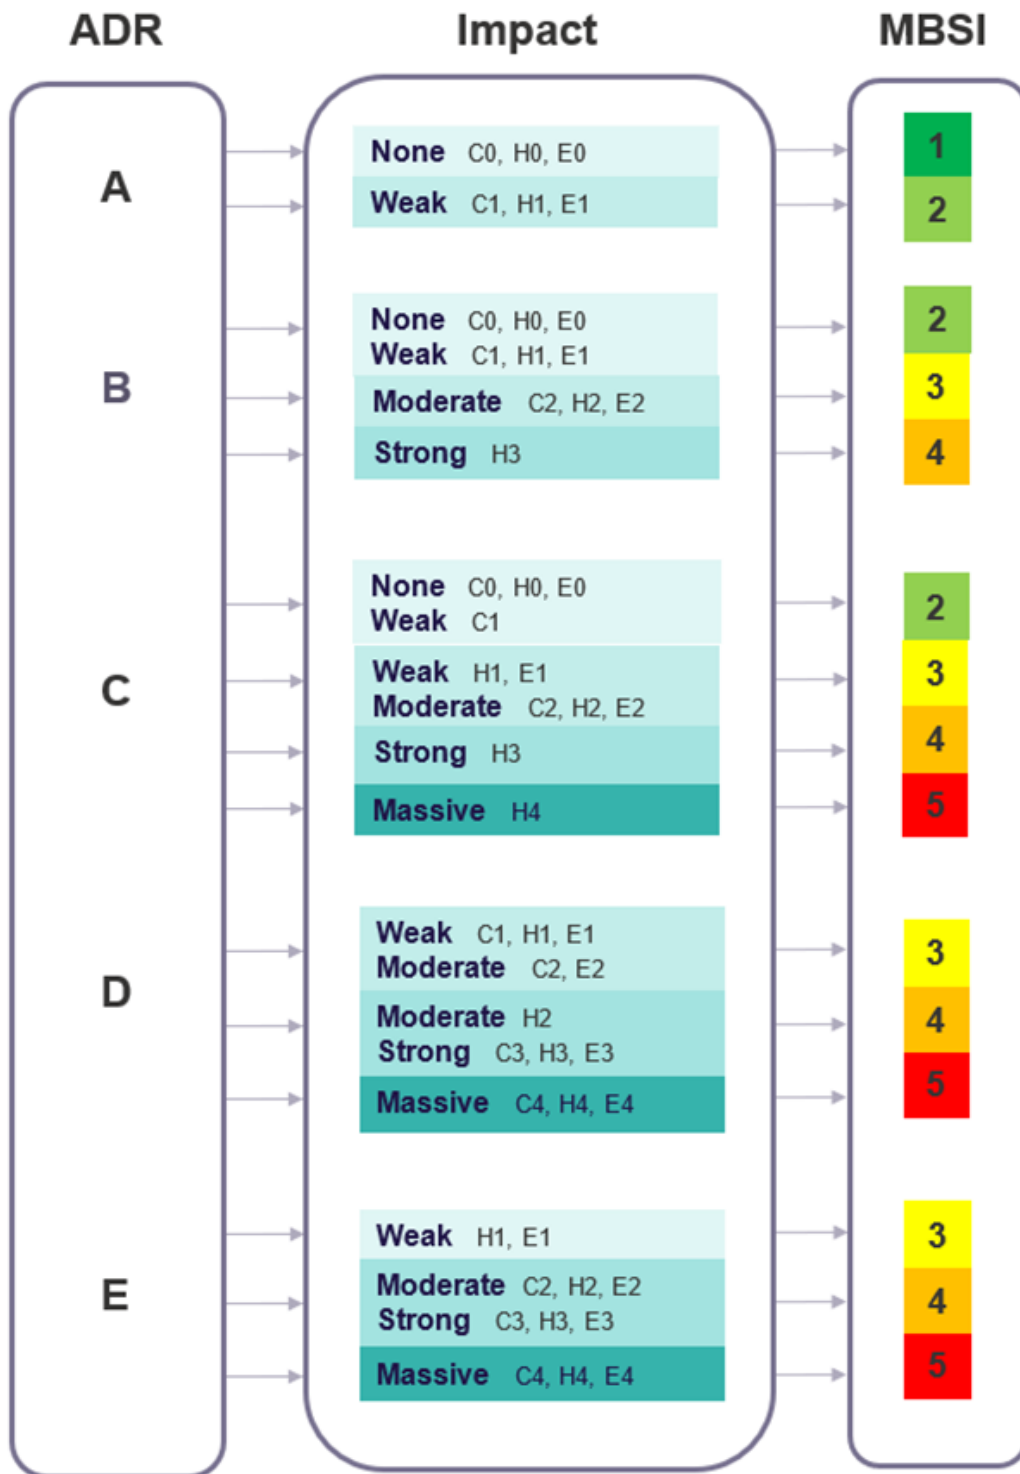 ADR Impact MBSI
A
None C0, H0, E0
1
Weak C1, H1, E1
2
B
None C0, H0, E0
Weak C1, H1, E1
2
Moderate C2, H2, E2
3
Strong H3
4
C
None C0, H0, E0
Weak C1
2
Weak H1, E1
Moderate C2, H2, E2
3
Strong H3
4
Massive H4
5
D
Weak C1, H1, E1
Moderate C2, E2
3
Moderate H2
Strong C3, H3, E3
4
Massive C4, H4, E4
5
E
Weak H1, E1
3
Moderate C2, H2, E2
Strong C3, H3, E3
4
Massive C4, H4, E4
5